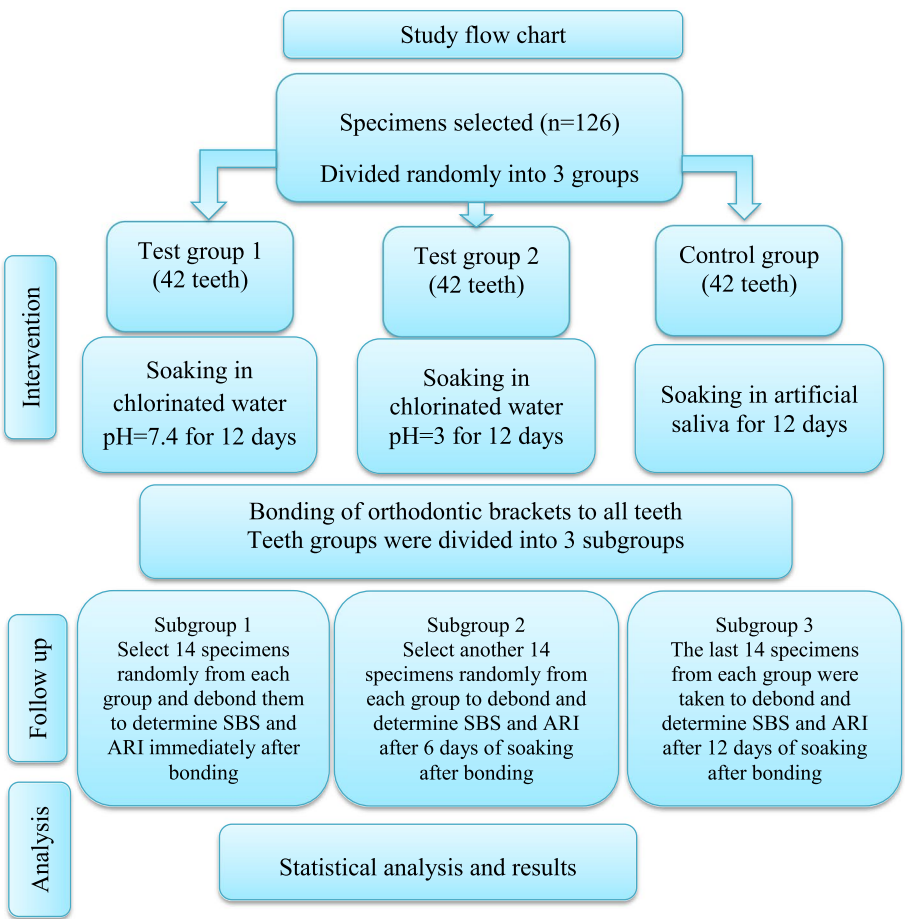 Study flow chart
Specimens selected (n=126)
Divided randomly into 3 groups
Intervention
Test group 1
(42 teeth)
Test group 2
(42 teeth)
Control group
(42 teeth)
Soaking in
chlorinated water
pH=7.4 for 12 days
Soaking in
chlorinated water
pH=3 for 12 days
Soaking in artificial
saliva for 12 days
Bonding of orthodontic brackets to all teeth
Teeth groups were divided into 3 subgroups
Follow up
Subgroup 1
Select 14 specimens
randomly from each
group and debond them
to determine SBS and
ARI immediately after
bonding
Subgroup 2
Select another 14
specimens randomly from
each group to debond and
determine SBS and ARI
after 6 days of soaking
after bonding
Subgroup 3
The last 14 specimens
from each group were
taken to debond and
determine SBS and ARI
after 12 days of soaking
after bonding
Analysis
Statistical analysis and results